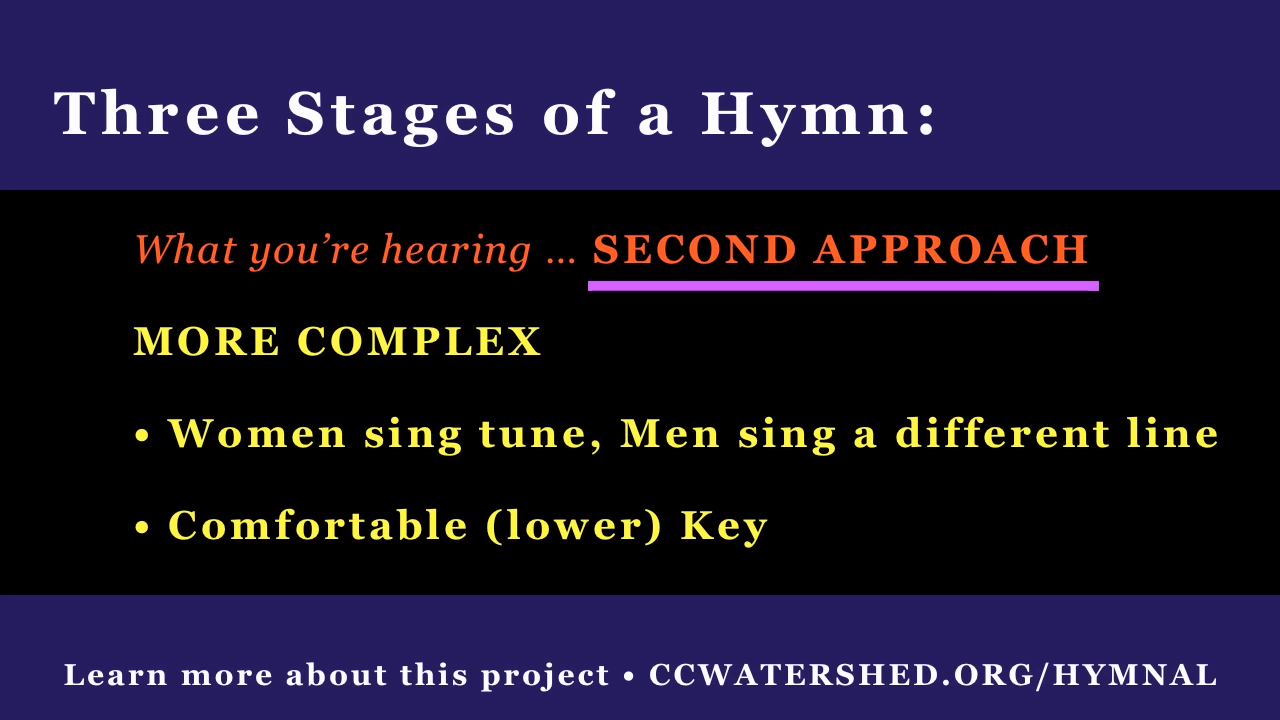 Three Stages of a Hymn:
What you’re hearing ... SECOND APPROACH
MORE COMPLEX
• Women sing tune, Men sing a different line
• Comfortable (lower) Key
Learn more about this project • CCWATERSHED.ORG/HYMNAL